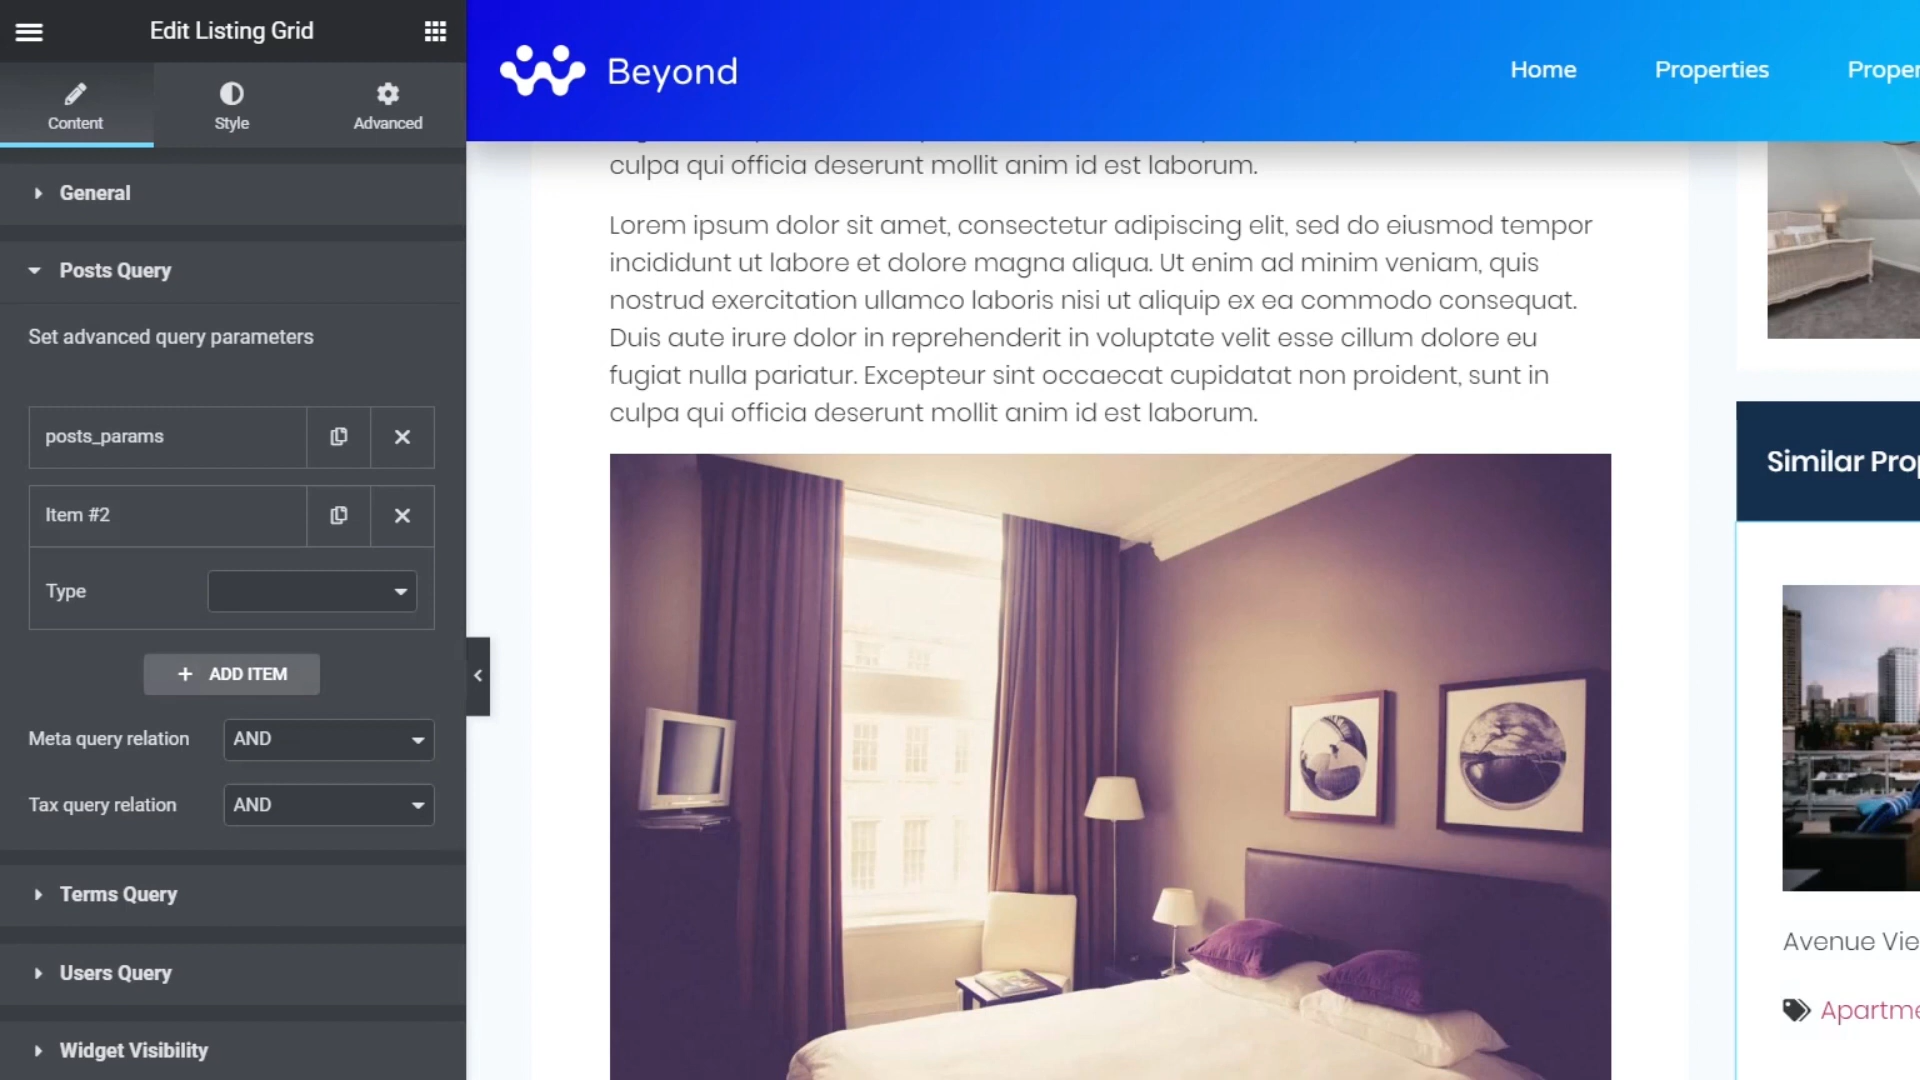 Edit Listing Grid
Content
Style
Advanced
General
Posts Query
Set advanced query parameters
posts_params
Item #2
Type
+ ADD ITEM
Meta query relation
AND
Tax query relation
AND
Terms Query
Users Query
Widget Visibility
Beyond
Home
Properties
Proper
culpa qui officia deserunt mollit anim id est laborum.
Lorem ipsum dolor sit amet, consectetur adipiscing elit, sed do eiusmod tempor
incididunt ut labore et dolore magna aliqua. Ut enim ad minim veniam, quis
nostrud exercitation ullamco laboris nisi ut aliquip ex ea commodo consequat.
Duis aute irure dolor in reprehenderit in voluptate velit esse cillum dolore eu
fugiat nulla pariatur. Excepteur sint occaecat cupidatat non proident, sunt in
culpa qui officia deserunt mollit anim id est laborum.
Similar Prop
Avenue Vie
Apartme